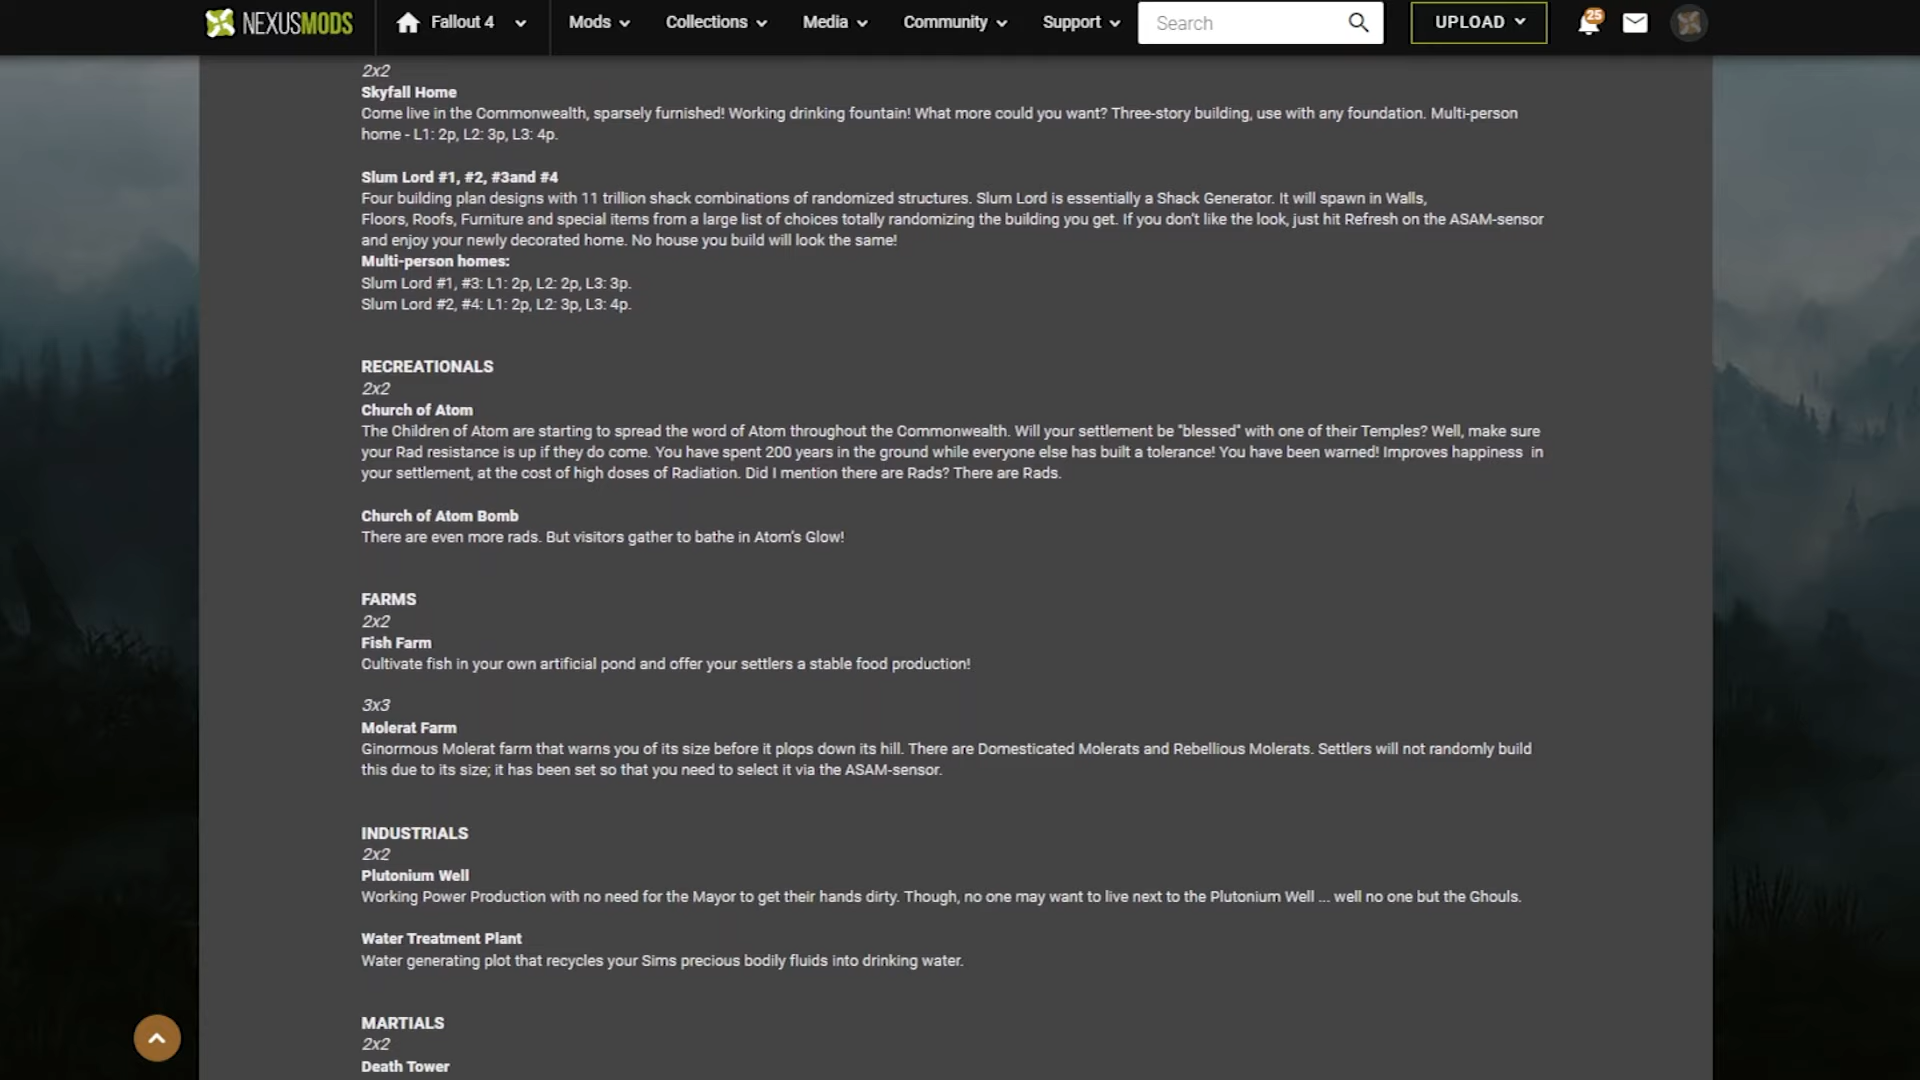 NEXUSMODS
Fallout 4
Mods
Collections
Media
Community
Support
Search
UPLOAD
25
2x2
Skyfall Home
Come live in the Commonwealth, sparsely furnished! Working drinking fountain! What more could you want? Three-story building, use with any foundation. Multi-person
home - L1: 2p, L2: 3p, L3: 4p.
Slum Lord #1, #2, #3and #4
Four building plan designs with 11 trillion shack combinations of randomized structures. Slum Lord is essentially a Shack Generator. It will spawn in Walls,
Floors, Roofs, Furniture and special items from a large list of choices totally randomizing the building you get. If you don't like the look, just hit Refresh on the ASAM-sensor
and enjoy your newly decorated home. No house you build will look the same!
Multi-person homes:
Slum Lord #1, #3: L1: 2p, L2: 2p, L3: 3p.
Slum Lord #2, #4: L1: 2p, L2: 3p, L3: 4p.
RECREATIONALS
2x2
Church of Atom
The Children of Atom are starting to spread the word of Atom throughout the Commonwealth. Will your settlement be "blessed" with one of their Temples? Well, make sure
your Rad resistance is up if they do come. You have spent 200 years in the ground while everyone else has built a tolerance! You have been warned! Improves happiness in
your settlement, at the cost of high doses of Radiation. Did I mention there are Rads? There are Rads.
Church of Atom Bomb
There are even more rads. But visitors gather to bathe in Atom's Glow!
FARMS
2x2
Fish Farm
Cultivate fish in your own artificial pond and offer your settlers a stable food production!
3x3
Molerat Farm
Ginormous Molerat farm that warns you of its size before it plops down its hill. There are Domesticated Molerats and Rebellious Molerats. Settlers will not randomly build
this due to its size; it has been set so that you need to select it via the ASAM-sensor.
INDUSTRIALS
2x2
Plutonium Well
Working Power Production with no need for the Mayor to get their hands dirty. Though, no one may want to live next to the Plutonium Well ... well no one but the Ghouls.
Water Treatment Plant
Water generating plot that recycles your Sims precious bodily fluids into drinking water.
MARTIALS
2x2
Death Tower